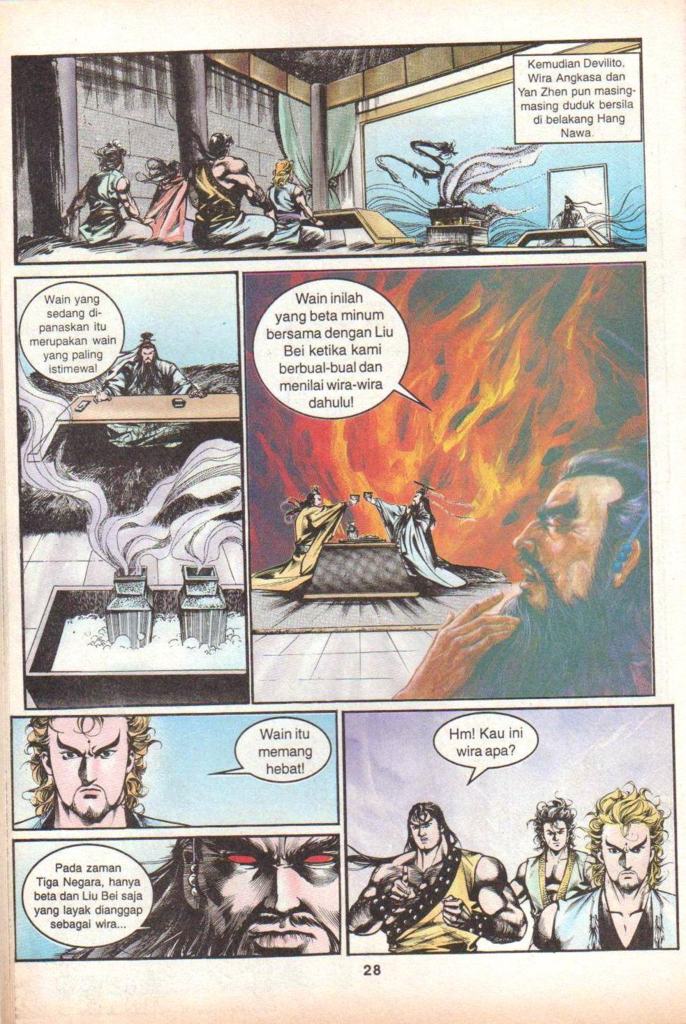 Kemudian Devilito,
Wira Angkasa dan
Yan Zhen pun masing-
masing duduk bersila
di belakang Hang
Nawa.
Wain yang
sedang di-
panaskan itu
merupakan wain
yang paling
istimewa!
Wain inilah
yang beta minum
bersama dengan Liu
Bei ketika kami
berbual-bual dan
menilai wira-wira
dahulu!
Wain itu
memang
hebat!
Pada zaman
Tiga Negara, hanya
beta dan Liu Bei saja
yang layak dianggap
sebagai wira...
Hm! Kau ini
wira apa?
28